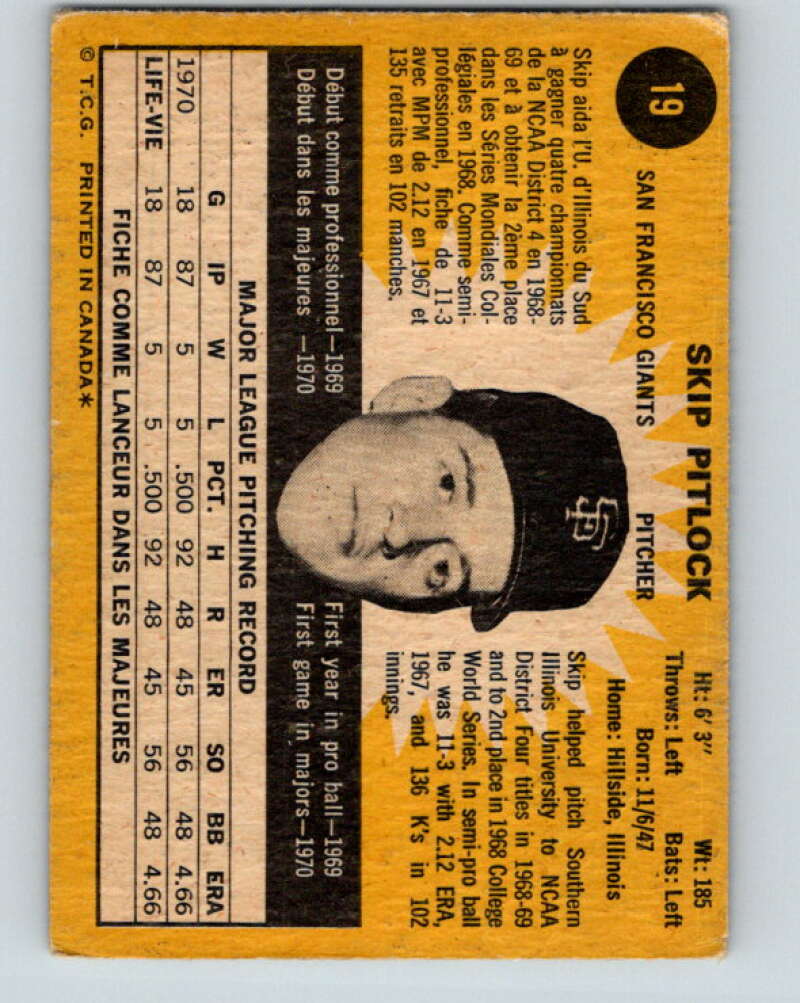 19
SKIP PITLOCK
SAN FRANCISCO GIANTS PITCHER
Ht: 6' 3" Wt: 185
Throws: Left Bats: Left
Born: 11/6/47
Home: Hillside, Illinois
Skip aida l'U. d'Illinois du Sud
à gagner quatre championnats
de la NCAA District 4 en 1968-
69 et à obtenir la 2ème place
dans les Séries Mondiales Col-
légiales en 1968. Comme semi-
professionnel, fiche de 11-3
avec MPM de 2.12 en 1967 et
135 retraits en 102 manches.
SF
Skip helped pitch Southern
Illinois University to NCAA
District Four titles in 1968-69
and to 2nd place in 1968 College
World Series. In semi-pro ball
he was 11-3 with 2.12 ERA,
1967, and 136 K's in 102
innings.
Début comme professionnel—1969
Début dans les majeures —1970
First year in pro ball—1969
First game in majors—1970
MAJOR LEAGUE PITCHING RECORD
G IP W L PCT. H R ER SO BB ERA
1970 18 87 5 5 .500 92 48 45 56 48 4.66
LIFE-VIE 18 87 5 5 .500 92 48 45 56 48 4.66
FICHE COMME LANCEUR DANS LES MAJEURES
© T.C.G. PRINTED IN CANADA*